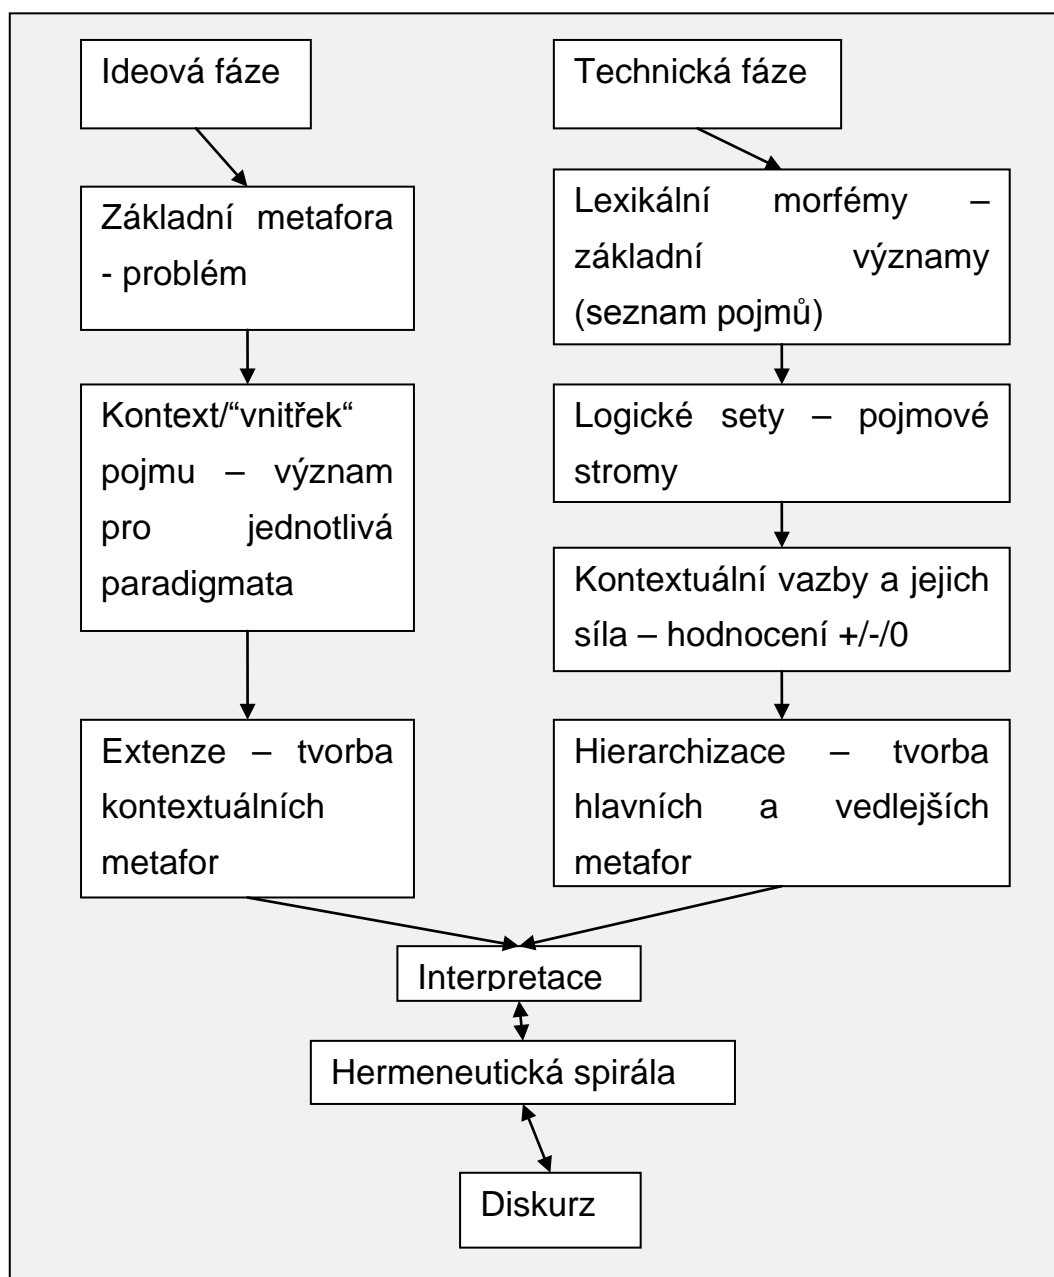 Ideová fáze
Technická fáze
Základní metafora
- problém
Lexikální morfémy –
základní významy
(seznam pojmů)
Kontext/“vnitřek“
pojmu – význam
pro jednotlivá
paradigmata
Logické sety – pojmové
stromy
Kontextuální vazby a jejich
síla – hodnocení +/-/0
Extenze – tvorba
kontextuálních
metafor
Hierarchizace – tvorba
hlavních a vedlejších
metafor
Interpretace
Hermeneutická spirála
Diskurz